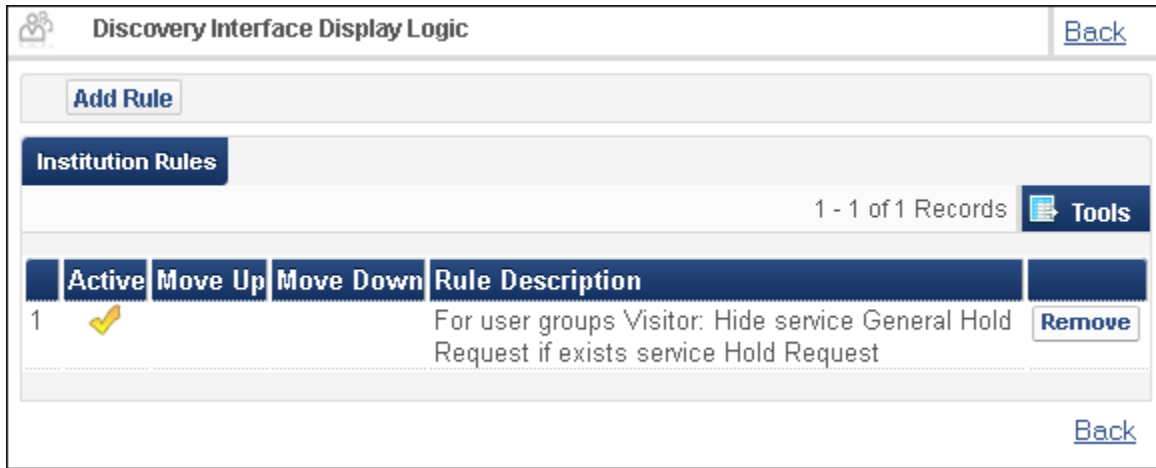 Discovery Interface Display Logic
Back
Add Rule
Institution Rules
1 - 1 of 1 Records
Tools
Active Move Up Move Down Rule Description
1 For user groups Visitor: Hide service General Hold Remove
Request if exists service Hold Request
Back